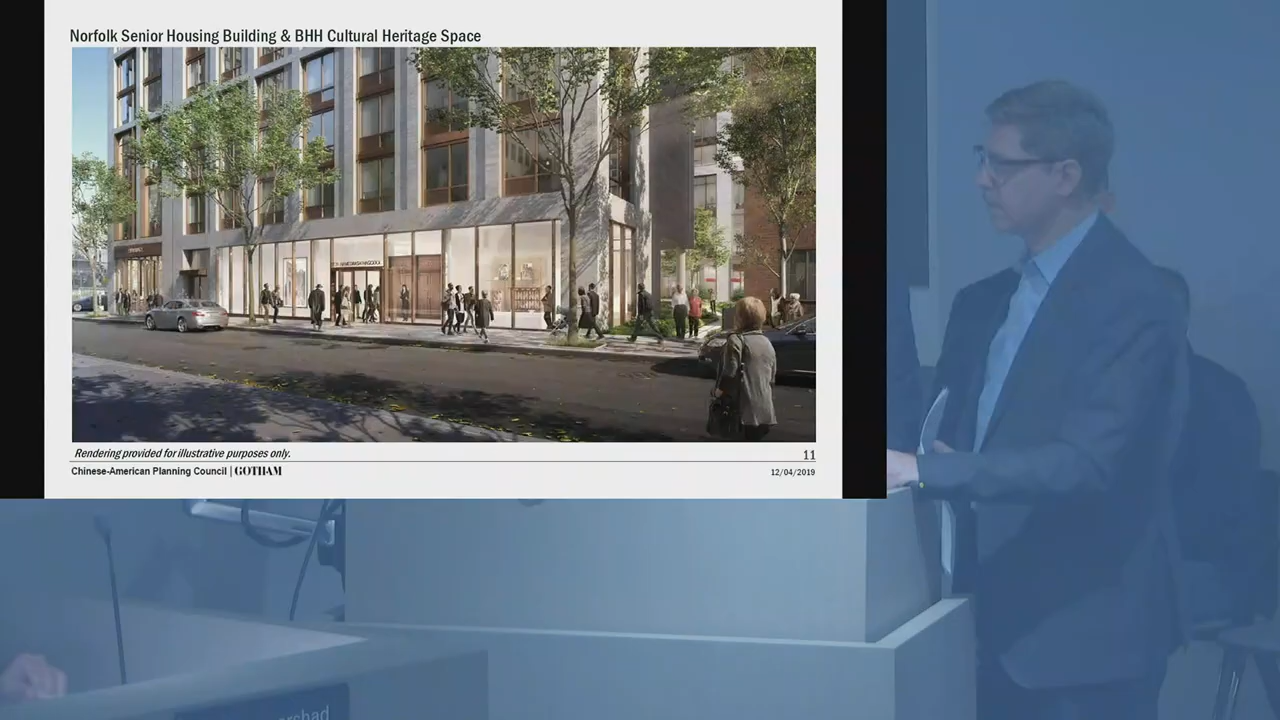 Norfolk Senior Housing Building & BHH Cultural Heritage Space
Rendering provided for illustrative purposes only.
11
Chinese-American Planning Council | GOTHAM
12/04/2019